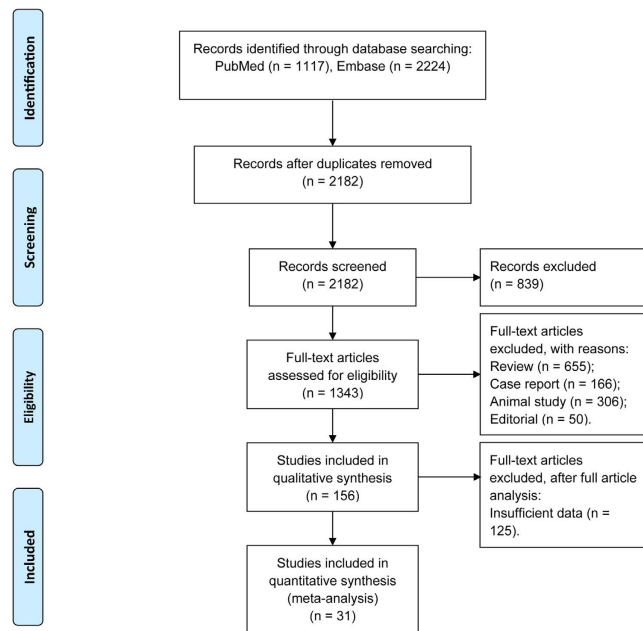 Identification
Records identified through database searching:
PubMed (n = 1117), Embase (n = 2224)
Records after duplicates removed
(n = 2182)
Screening
Records screened
(n = 2182)
Records excluded
(n = 839)
Eligibility
Full-text articles
assessed for eligibility
(n = 1343)
Full-text articles
excluded, with reasons:
Review (n = 655);
Case report (n = 166);
Animal study (n = 306);
Editorial (n = 50).
Studies included in
qualitative synthesis
(n = 156)
Full-text articles
excluded, after full article
analysis:
Insufficient data (n =
125).
Included
Studies included in
quantitative synthesis
(meta-analysis)
(n = 31)